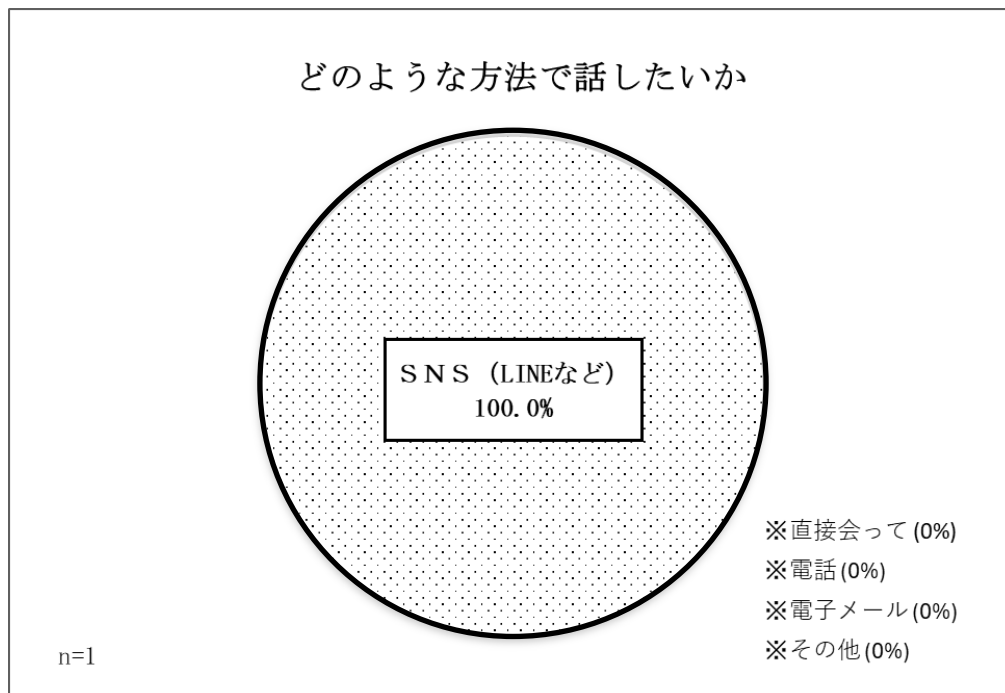 どのような方法で話したいか
ＳＮＳ（LINEなど）
100.0%
※直接会って(0%)
※電話(0%)
※電子メール(0%)
※その他(0%)
n=1